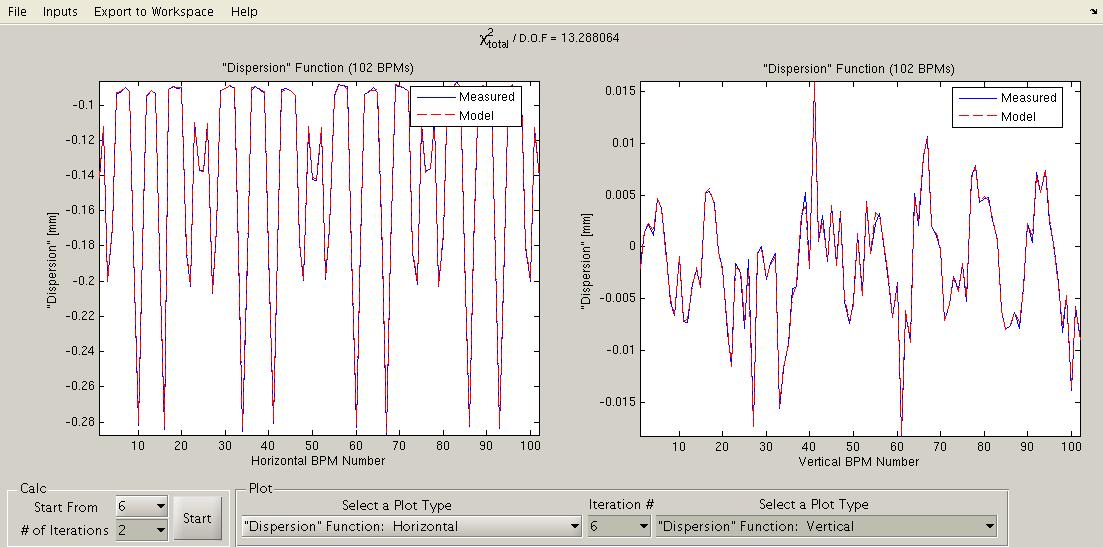 File Inputs Export to Workspace Help
χ²total / D.O.F = 13.288064
"Dispersion" Function (102 BPMs)
-0.1
-0.12
-0.14
-0.16
-0.18
-0.2
-0.22
-0.24
-0.26
-0.28
"Dispersion" [mm]
Measured
Model
10 20 30 40 50 60 70 80 90 100
Horizontal BPM Number
"Dispersion" Function (102 BPMs)
0.015
0.01
0.005
0
-0.005
-0.01
-0.015
"Dispersion" [mm]
Measured
Model
10 20 30 40 50 60 70 80 90 100
Vertical BPM Number
Calc
Start From 6
# of Iterations 2
Start
Plot
Select a Plot Type Iteration # Select a Plot Type
"Dispersion" Function: Horizontal 6 "Dispersion" Function: Vertical